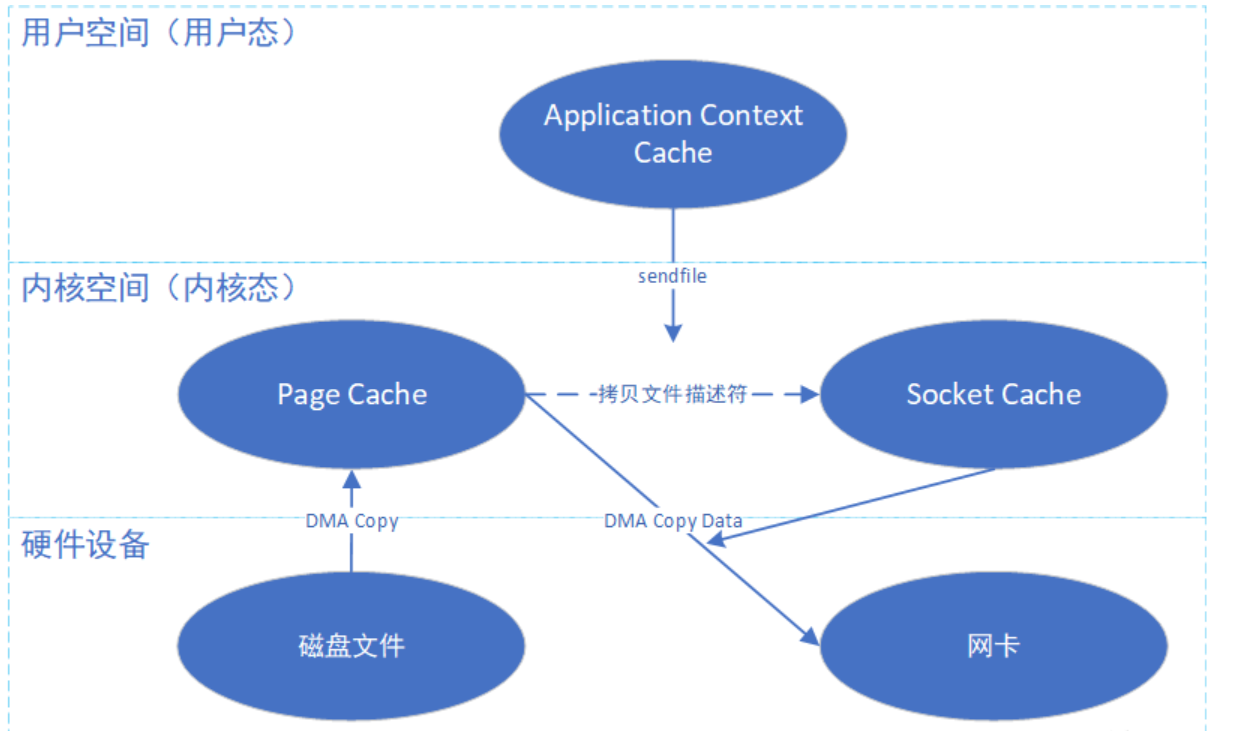 用户空间（用户态）
Application Context
Cache
sendfile
内核空间（内核态）
Page Cache
拷贝文件描述符
Socket Cache
DMA Copy
DMA Copy Data
硬件设备
磁盘文件
网卡